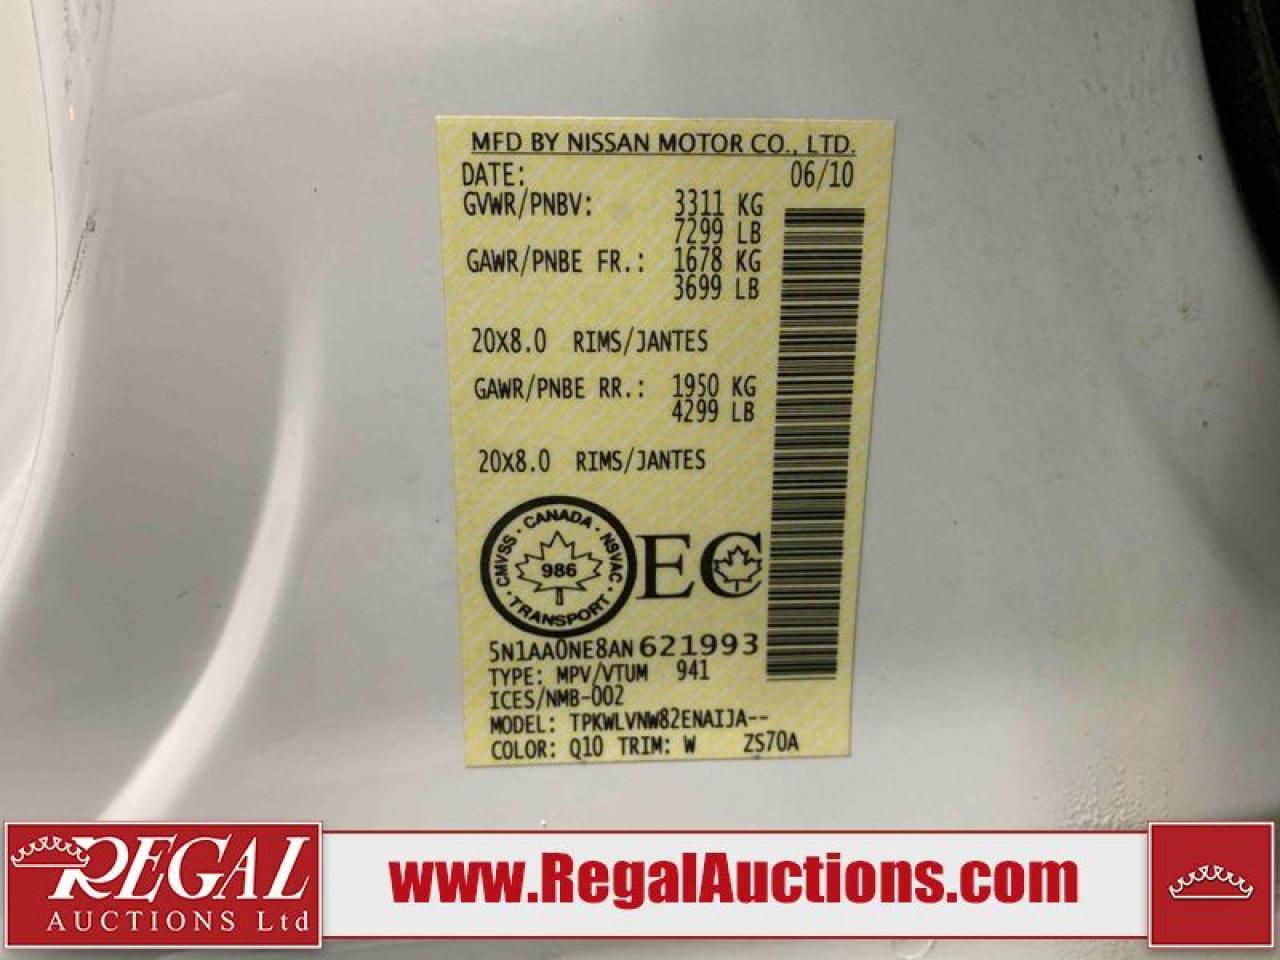 MFD BY NISSAN MOTOR CO., LTD.
DATE: 06/10
GVWR/PNBV: 3311 KG
7299 LB
GAWR/PNBE FR.: 1678 KG
3699 LB
20X8.0 RIMS/JANTES
GAWR/PNBE RR.: 1950 KG
4299 LB
20X8.0 RIMS/JANTES
CMVSS · CANADA · NSVAC · TRANSPORT ·
986
EC
5N1AA0NE8AN621993
TYPE: MPV/VTUM 941
ICES/NMB-002
MODEL: TPKWLVNW82ENAIJA--
COLOR: Q10 TRIM: W ZS70A
REGAL
AUCTIONS Ltd
www.RegalAuctions.com